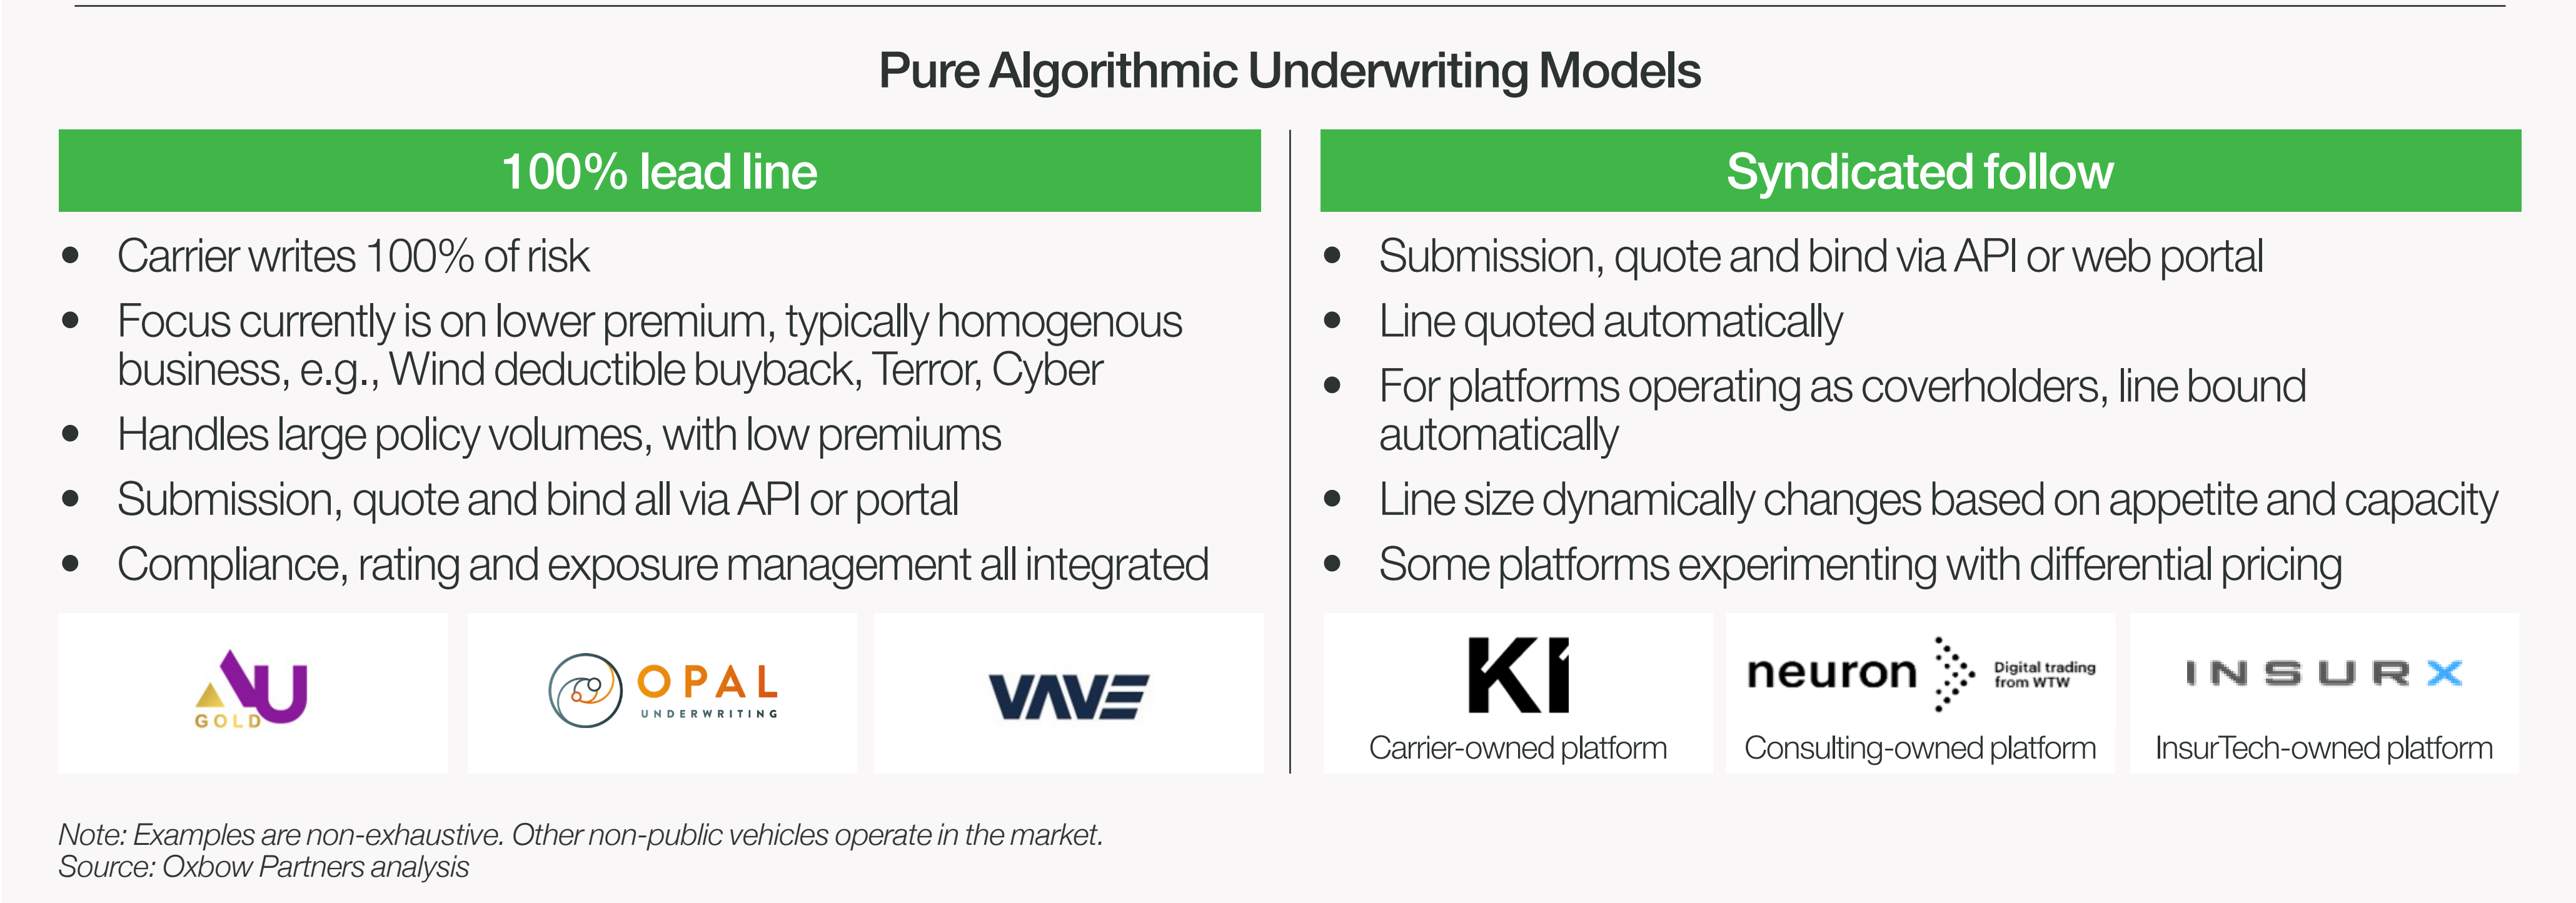 Pure Algorithmic Underwriting Models
100% lead line
• Carrier writes 100% of risk
• Focus currently is on lower premium, typically homogenous
business, e.g., Wind deductible buyback, Terror, Cyber
• Handles large policy volumes, with low premiums
• Submission, quote and bind all via API or portal
• Compliance, rating and exposure management all integrated
AU
GOLD
OPAL
UNDERWRITING
VAVE
Syndicated follow
• Submission, quote and bind via API or web portal
• Line quoted automatically
• For platforms operating as coverholders, line bound
automatically
• Line size dynamically changes based on appetite and capacity
• Some platforms experimenting with differential pricing
KI
Carrier-owned platform
neuron
Digital trading
from WTW
Consulting-owned platform
INSURX
InsurTech-owned platform
Note: Examples are non-exhaustive. Other non-public vehicles operate in the market.
Source: Oxbow Partners analysis